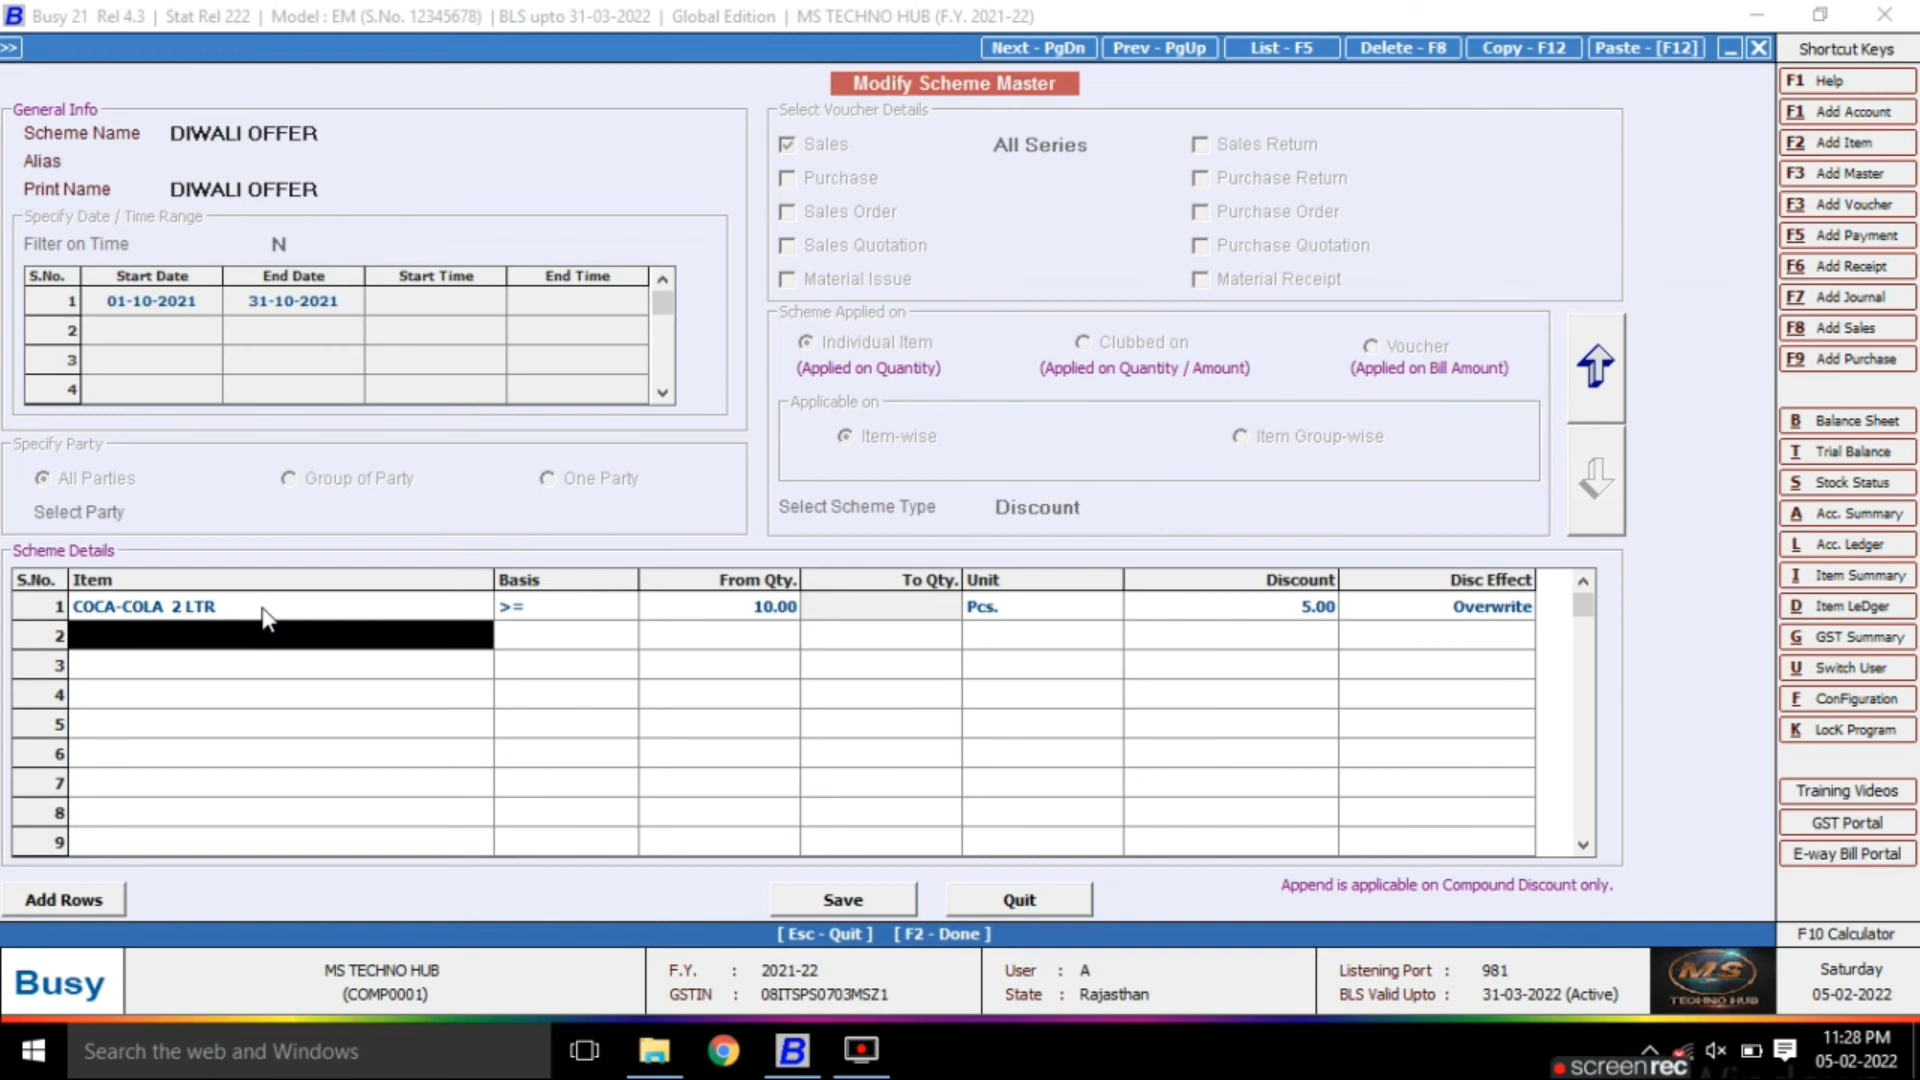 Busy 21 Rel 4.3 | Stat Rel 222 | Model : EM (S.No. 12345678) | BLS upto 31-03-2022 | Global Edition | MS TECHNO HUB (F.Y. 2021-22)
>> Next - PgDn Prev - PgUp List - F5 Delete - F8 Copy - F12 Paste - [F12]
Modify Scheme Master
General Info
Scheme Name DIWALI OFFER
Alias
Print Name DIWALI OFFER
Specify Date / Time Range
Filter on Time N
S.No. Start Date End Date Start Time End Time
1 01-10-2021 31-10-2021
2
3
4
Specify Party
All Parties Group of Party One Party
Select Party
Select Voucher Details
Sales All Series Sales Return
Purchase Purchase Return
Sales Order Purchase Order
Sales Quotation Purchase Quotation
Material Issue Material Receipt
Scheme Applied on
Individual Item Clubbed on Voucher
(Applied on Quantity) (Applied on Quantity / Amount) (Applied on Bill Amount)
Applicable on
Item-wise Item Group-wise
Select Scheme Type Discount
Scheme Details
S.No. Item Basis From Qty. To Qty. Unit Discount Disc Effect
1 COCA-COLA 2 LTR >= 10.00 Pcs. 5.00 Overwrite
2
3
4
5
6
7
8
9
Append is applicable on Compound Discount only.
Add Rows Save Quit
[ Esc - Quit ] [ F2 - Done ]
Shortcut Keys
F1 Help
F1 Add Account
F2 Add Item
F3 Add Master
F3 Add Voucher
F5 Add Payment
F6 Add Receipt
F7 Add Journal
F8 Add Sales
F9 Add Purchase
B Balance Sheet
T Trial Balance
S Stock Status
A Acc. Summary
L Acc. Ledger
I Item Summary
D Item LeDger
G GST Summary
U Switch User
F ConFiguration
K LocK Program
Training Videos
GST Portal
E-way Bill Portal
F10 Calculator
Busy
MS TECHNO HUB
(COMP0001)
F.Y. : 2021-22
GSTIN : 08ITSPS0703MSZ1
User : A
State : Rajasthan
Listening Port : 981
BLS Valid Upto : 31-03-2022 (Active)
MS
TECHNO HUB
Saturday
05-02-2022
Search the web and Windows
screenrec
11:28 PM
05-02-2022